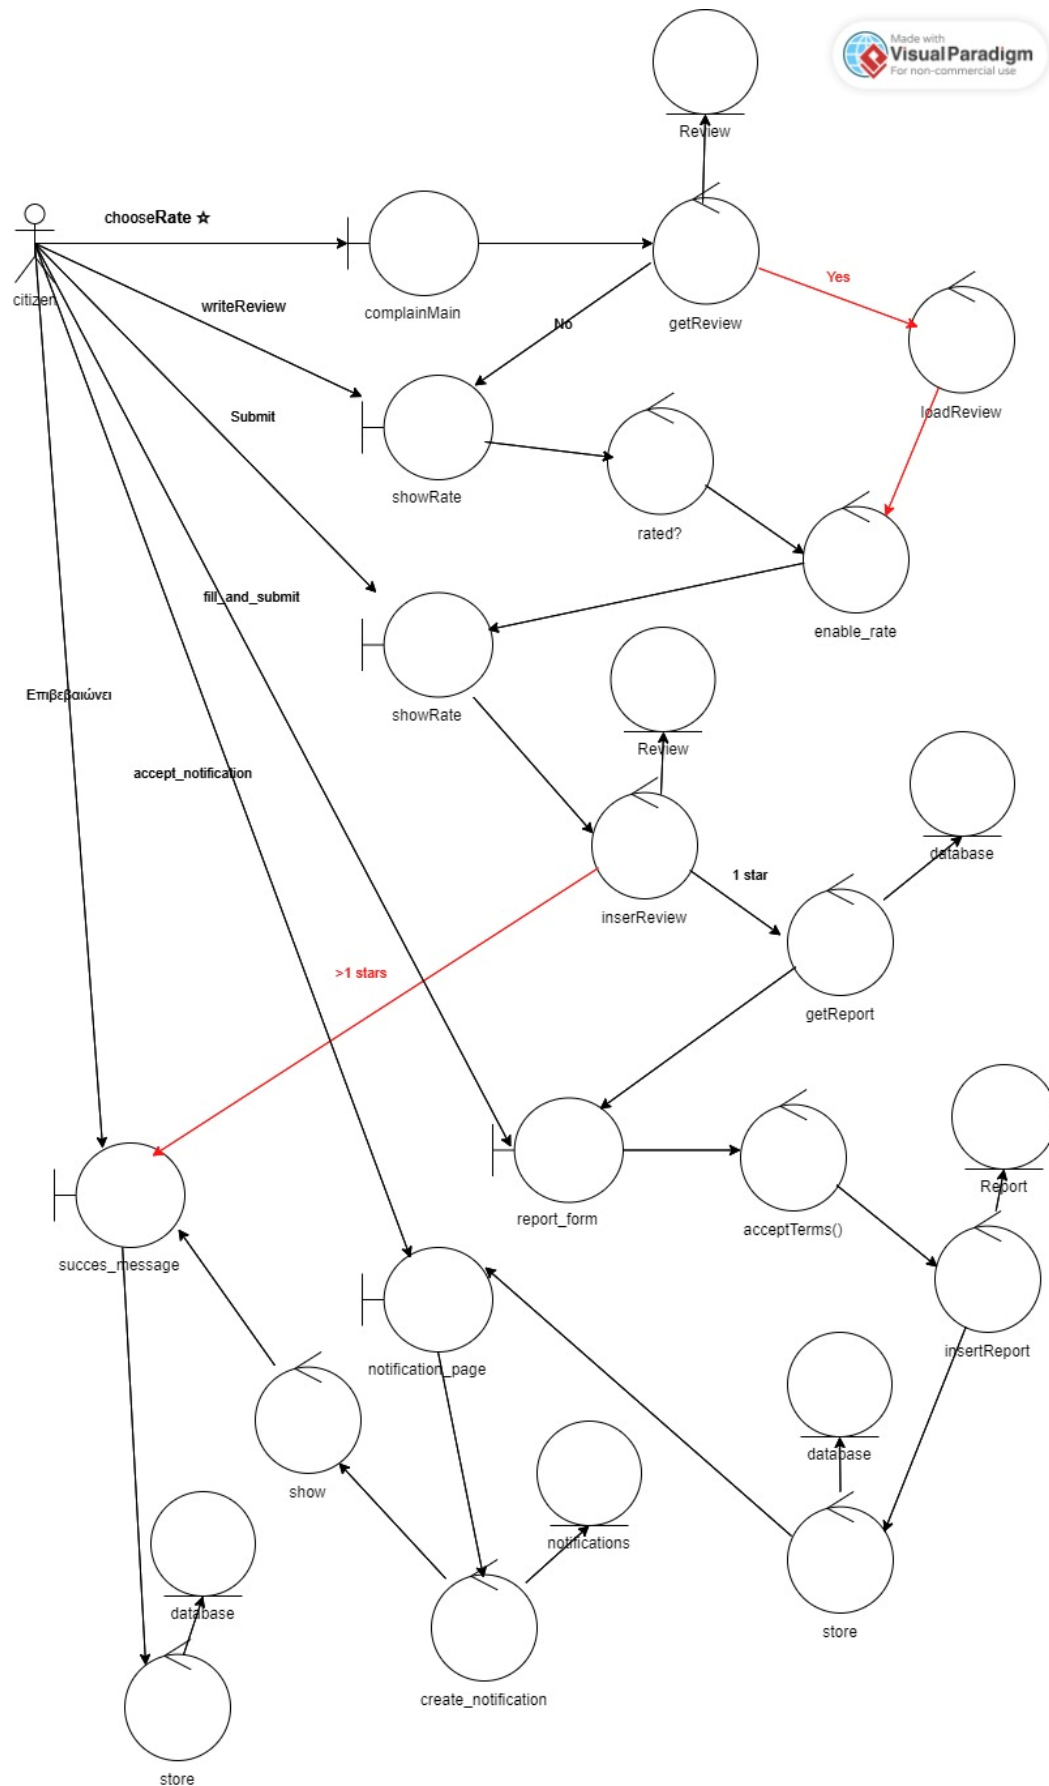 Made with
Visual Paradigm
For non-commercial use
Review
chooseRate ☆
citizen
complainMain
getReview
Yes
writeReview
No
loadReview
Submit
showRate
rated?
fill_and_submit
enable_rate
Επιβεβαιώνει
showRate
Review
accept_notification
database
1 star
inserReview
>1 stars
getReport
Report
report_form
acceptTerms()
succes_message
notification_page
insertReport
database
show
notifications
database
store
create_notification
store